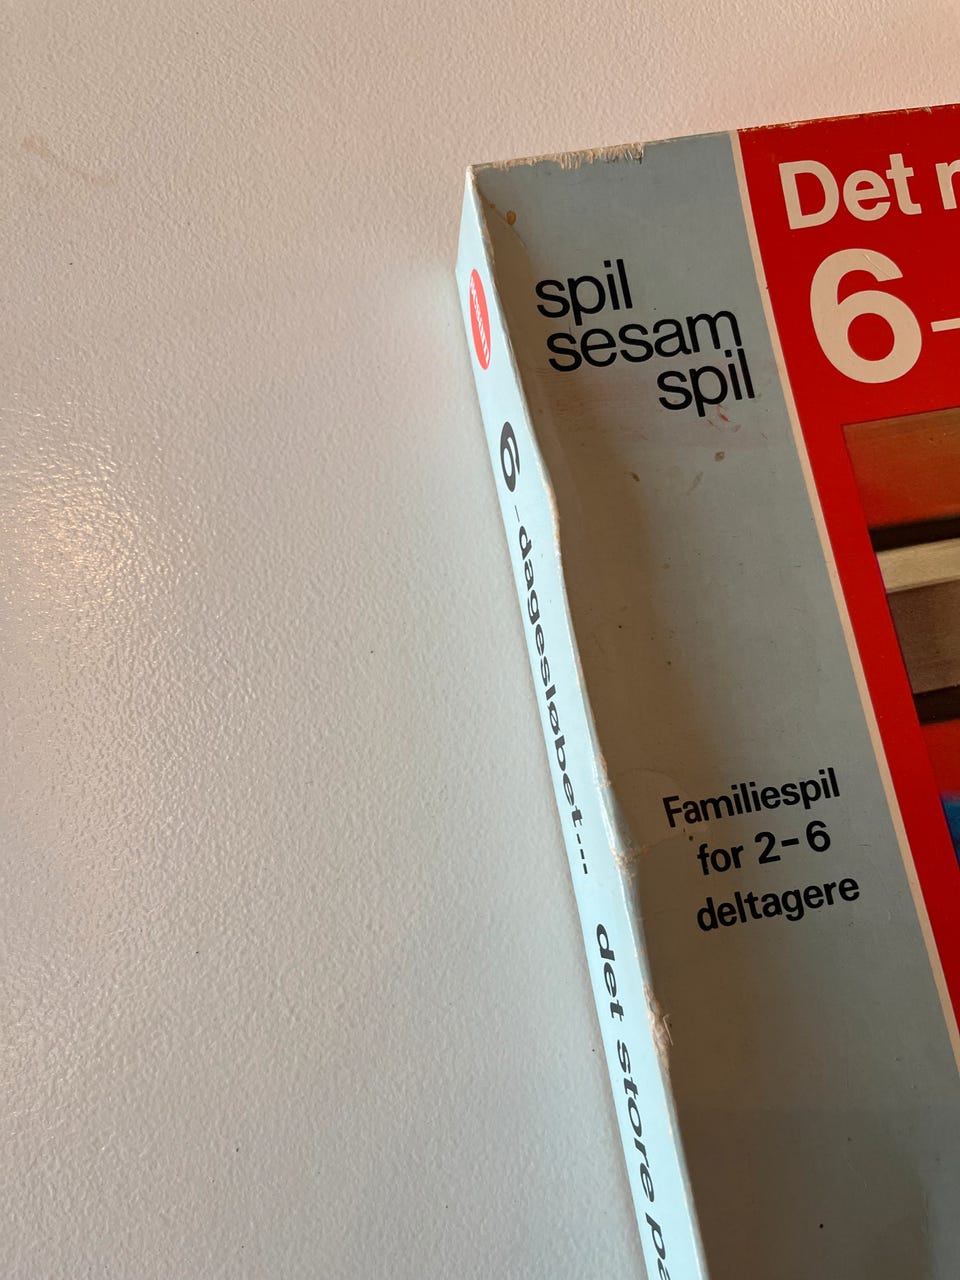 Det
6-
spil
sesam
spil
Familiespil
for 2-6
deltagere
6-dagesløbet... det store